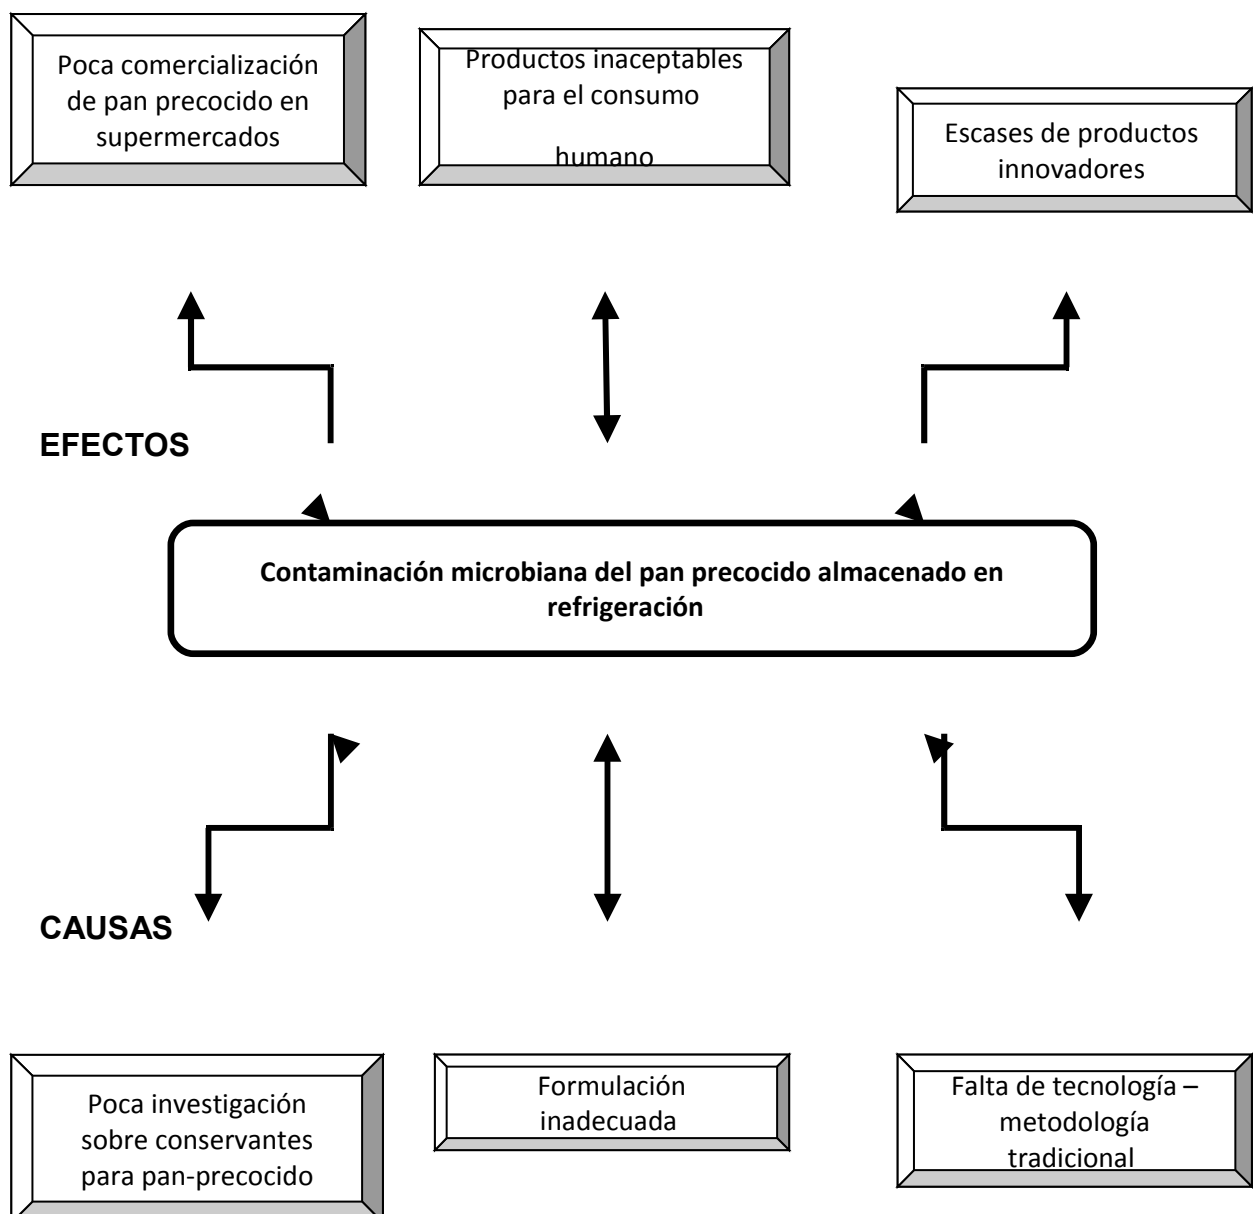 Poca comercialización
de pan precocido en
supermercados
Productos inaceptables
para el consumo
humano
Escases de productos
innovadores
EFECTOS
Contaminación microbiana del pan precocido almacenado en
refrigeración
CAUSAS
Poca investigación
sobre conservantes
para pan-precocido
Formulación
inadecuada
Falta de tecnología –
metodología
tradicional